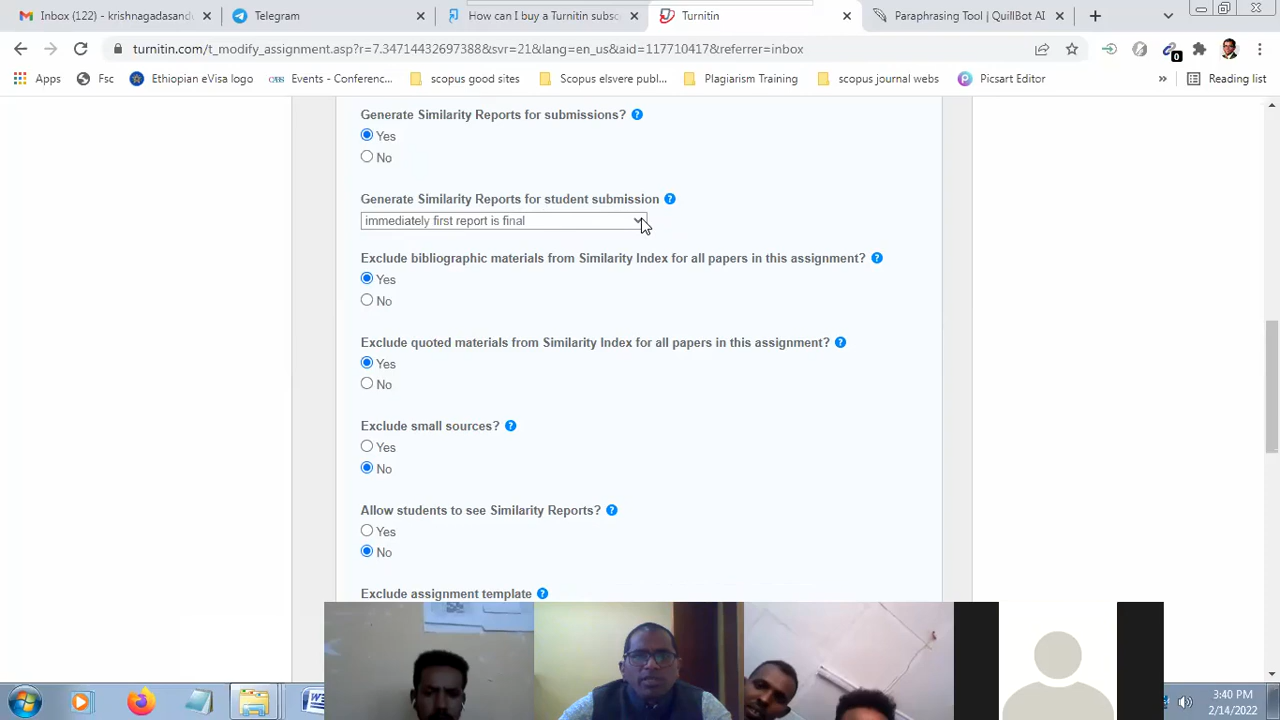 Inbox (122) - krishnagadasandu
Telegram
How can I buy a Turnitin subsc
Turnitin
Paraphrasing Tool | QuillBot AI
turnitin.com/t_modify_assignment.asp?r=7.34714432697388&svr=21&lang=en_us&aid=117710417&referrer=inbox
0
Apps
Fsc
Ethiopian eVisa logo
Events - Conferenc...
scopus good sites
Scopus elsvere publ...
Plagiarism Training
scopus journal webs
Picsart Editor
»
Reading list
Generate Similarity Reports for submissions? ?
Yes
No
Generate Similarity Reports for student submission ?
immediately first report is final
Exclude bibliographic materials from Similarity Index for all papers in this assignment? ?
Yes
No
Exclude quoted materials from Similarity Index for all papers in this assignment? ?
Yes
No
Exclude small sources? ?
Yes
No
Allow students to see Similarity Reports? ?
Yes
No
Exclude assignment template ?
3:40 PM
2/14/2022